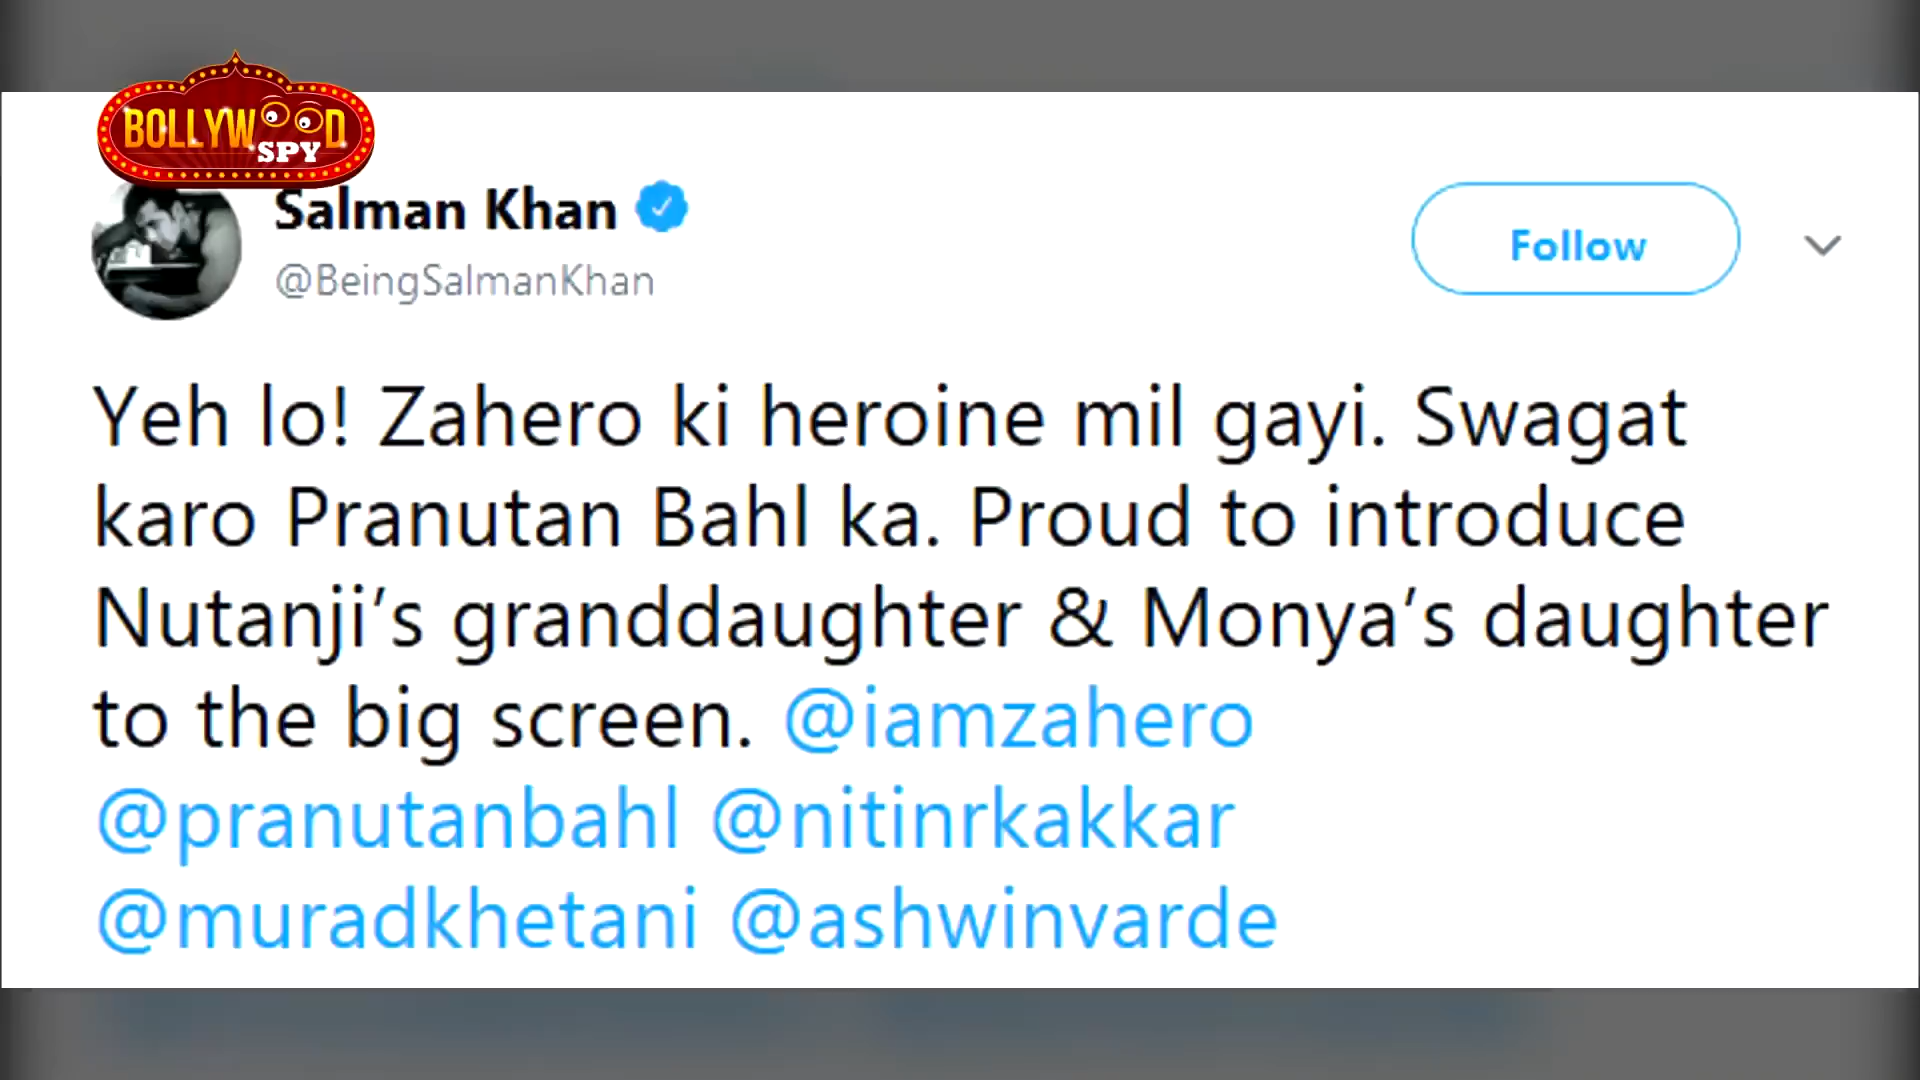 BOLLYWOOD
SPY
Salman Khan
@BeingSalmanKhan
Follow
Yeh lo! Zahero ki heroine mil gayi. Swagat
karo Pranutan Bahl ka. Proud to introduce
Nutanji’s granddaughter & Monya’s daughter
to the big screen. @iamzahero
@pranutanbahl @nitinrkakkar
@muradkhetani @ashwinvarde